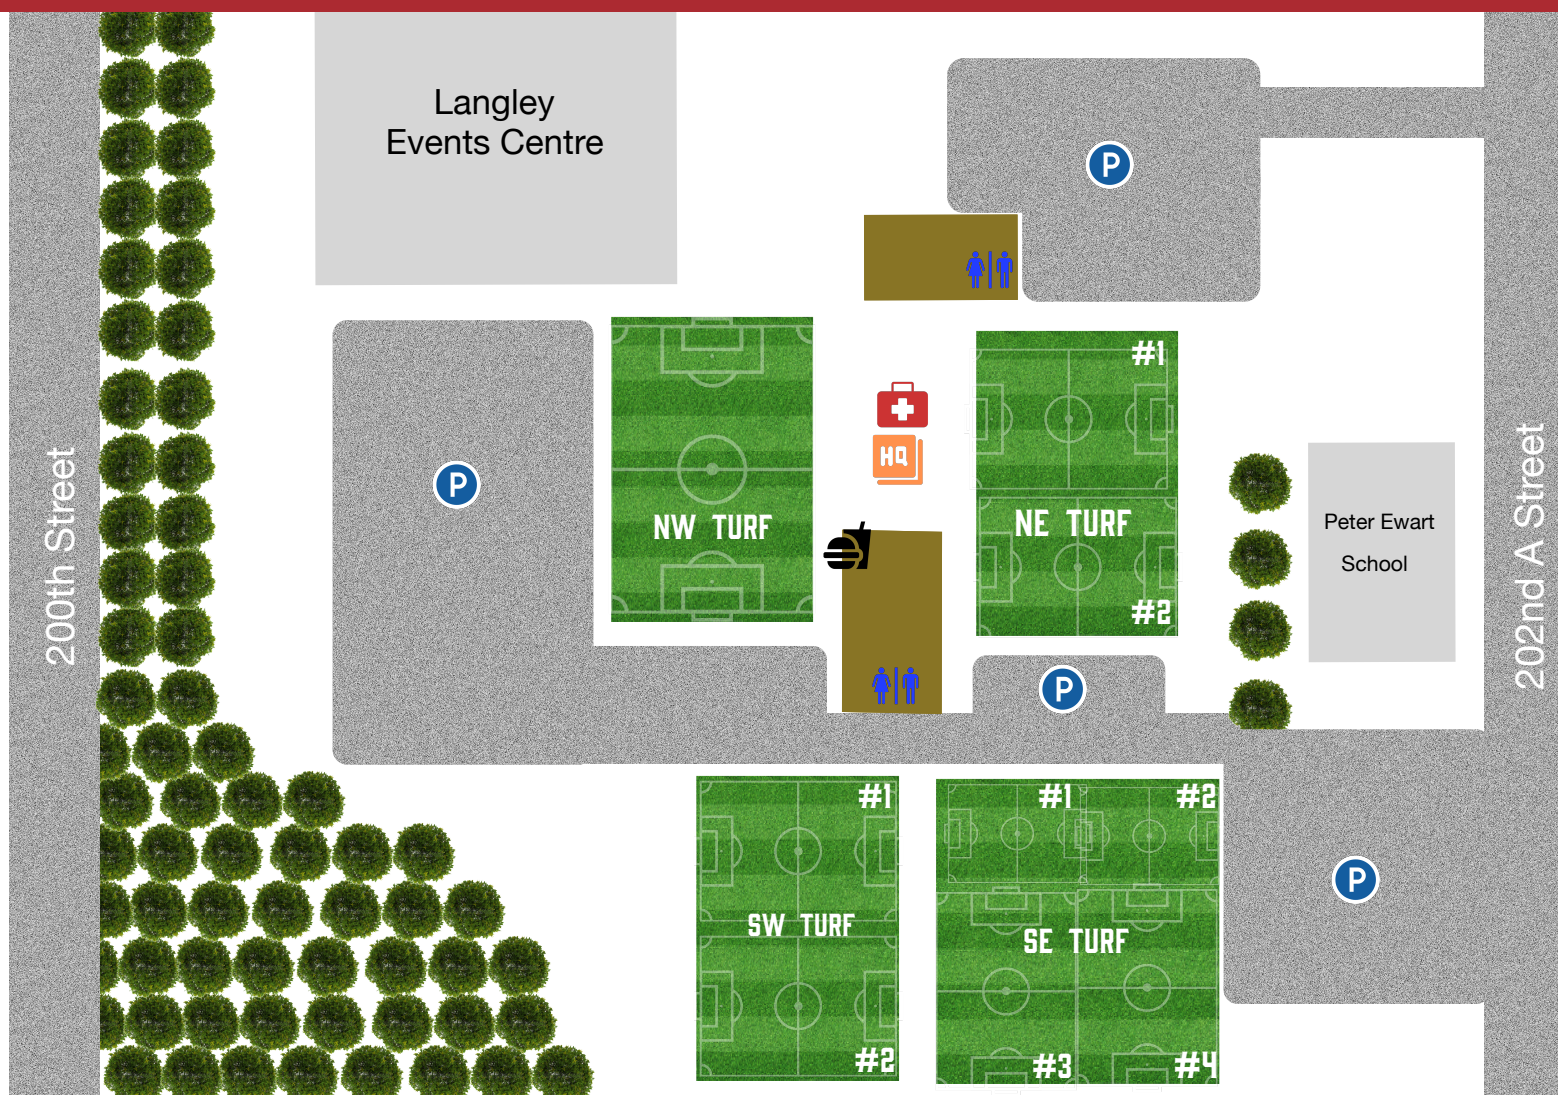 Langley
Events Centre
P
#1
HQ
P
200th Street
NW TURF
NE TURF
Peter Ewart
School
202nd A Street
#2
P
#1
#1
#2
P
SW TURF
SE TURF
#2
#3
#4